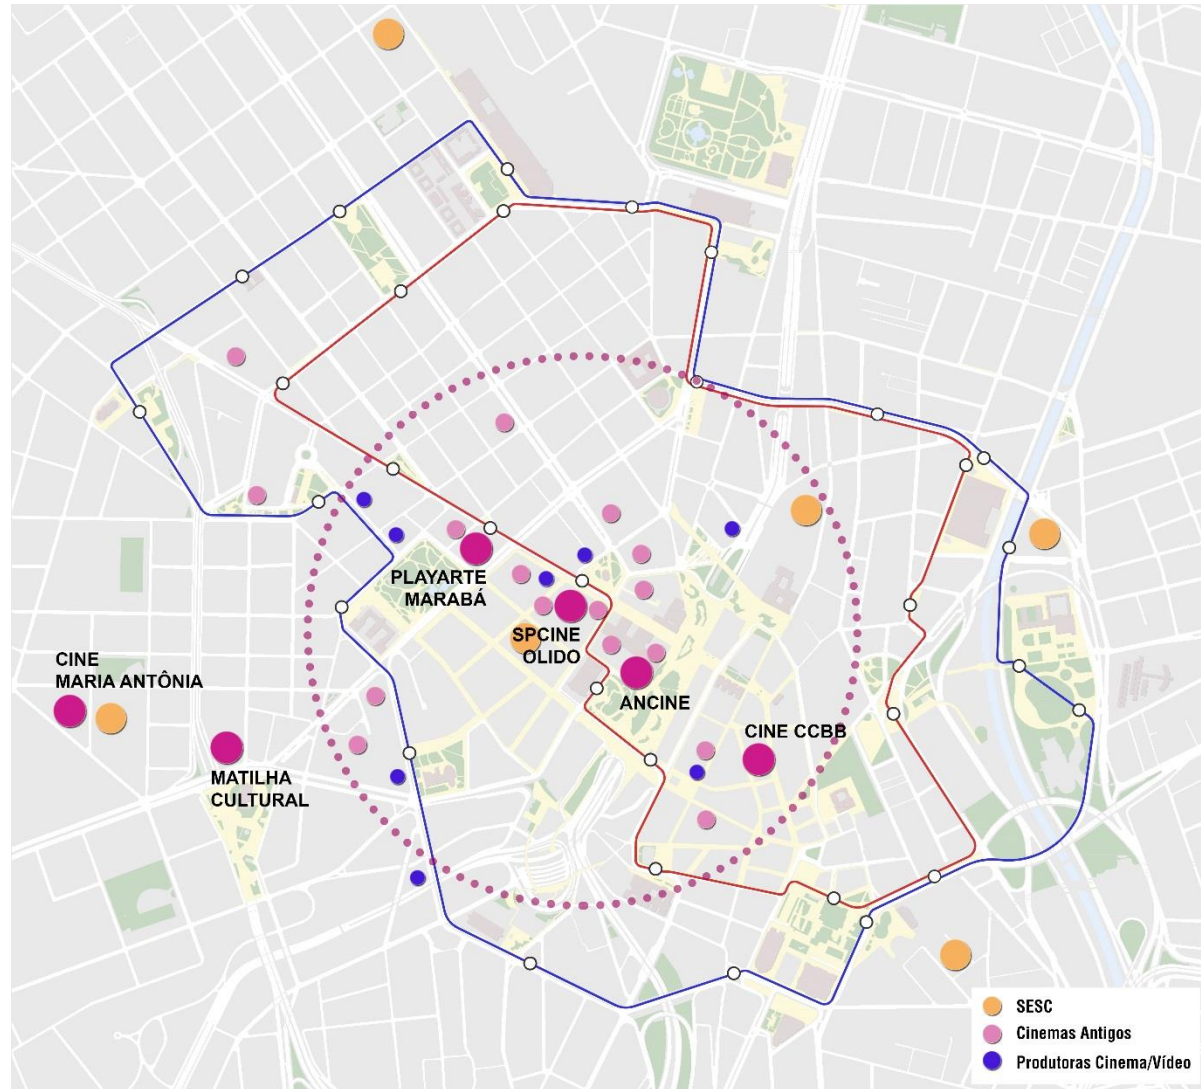 PLAYARTE
MARABÁ
SPCINE
OLIDO
CINE
MARIA ANTÔNIA
ANCINE
CINE CCBB
MATILHA
CULTURAL
SESC
Cinemas Antigos
Produtoras Cinema/Vídeo